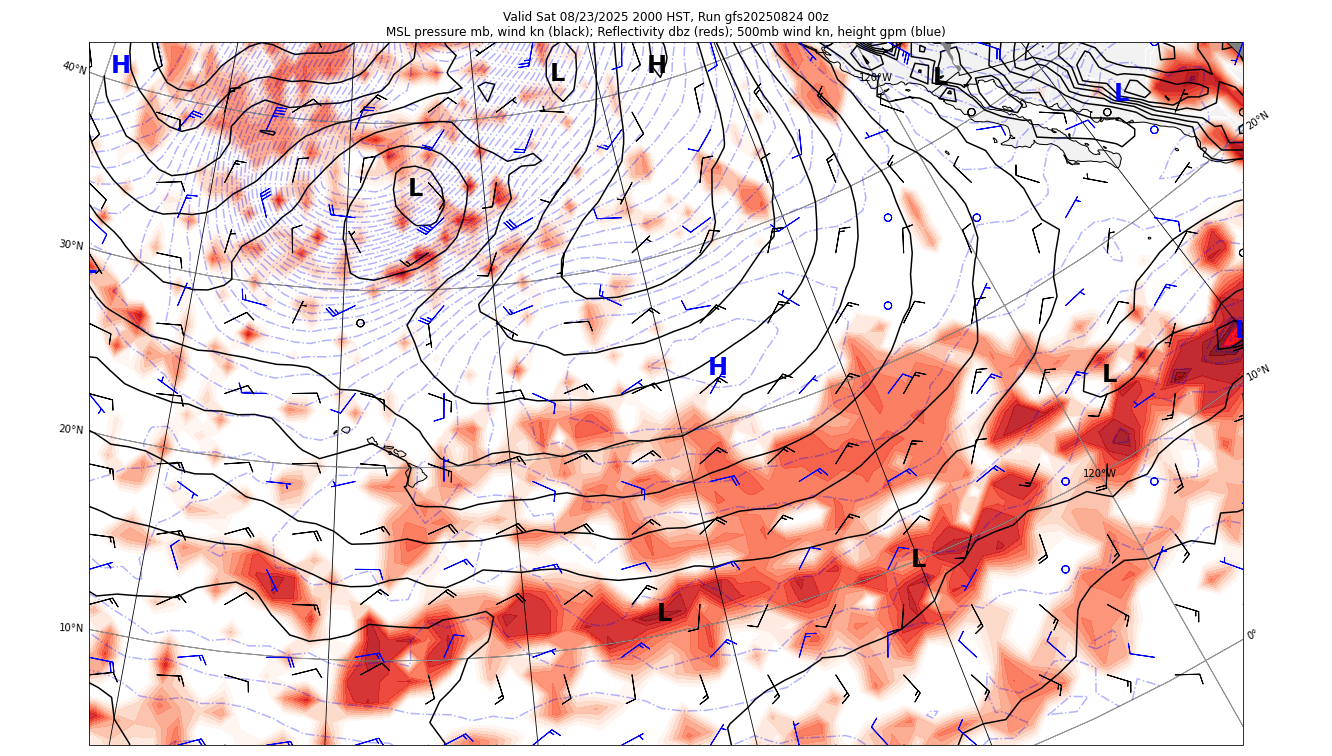 Valid Sat 08/23/2025 2000 HST, Run gfs20250824 00z
MSL pressure mb, wind kn (black); Reflectivity dbz (reds); 500mb wind kn, height gpm (blue)
40°N
H
L
H
120°W
L
L
20°N
L
30°N
H
L
10°N
20°N
120°W
L
L
10°N
0°